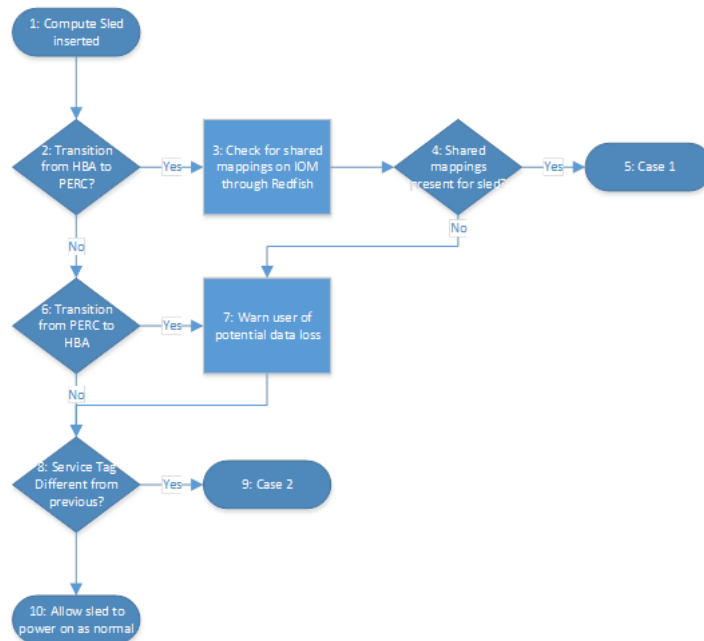 1: Compute Sled
inserted
2: Transition
from HBA to
PERC?
Yes
3: Check for shared
mappings on IOM
through Redfish
4: Shared
mappings
present for sled?
Yes
5: Case 1
No
No
6: Transition
from PERC to
HBA
Yes
7: Warn user of
potential data loss
No
8: Service Tag
Different from
previous?
Yes
9: Case 2
10: Allow sled to
power on as normal